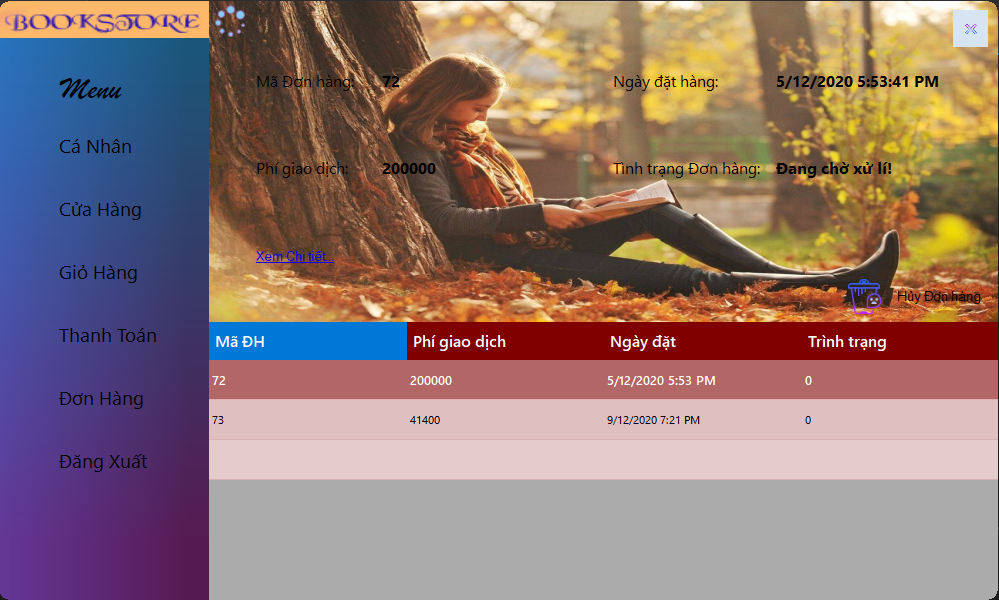 BOOKSTORE
Menu
Cá Nhân
Cửa Hàng
Giỏ Hàng
Thanh Toán
Đơn Hàng
Đăng Xuất
Mã Đơn hàng: 72 Ngày đặt hàng: 5/12/2020 5:53:41 PM
Phí giao dịch: 200000 Tình trạng Đơn hàng: Đang chờ xử lí!
Xem Chi tiết...
Hủy Đơn hàng
Mã ĐH Phí giao dịch Ngày đặt Trình trạng
72 200000 5/12/2020 5:53 PM 0
73 41400 9/12/2020 7:21 PM 0